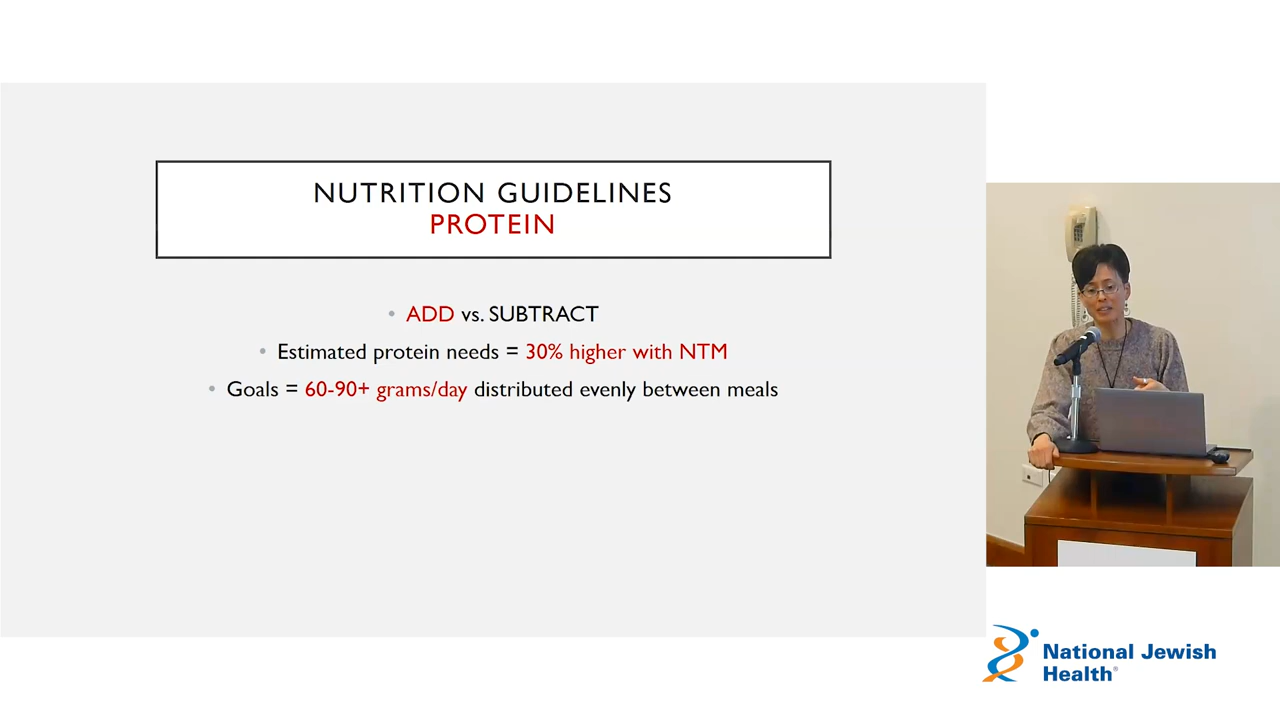 NUTRITION GUIDELINES
PROTEIN
• ADD vs. SUBTRACT
• Estimated protein needs = 30% higher with NTM
• Goals = 60-90+ grams/day distributed evenly between meals
National Jewish
Health®